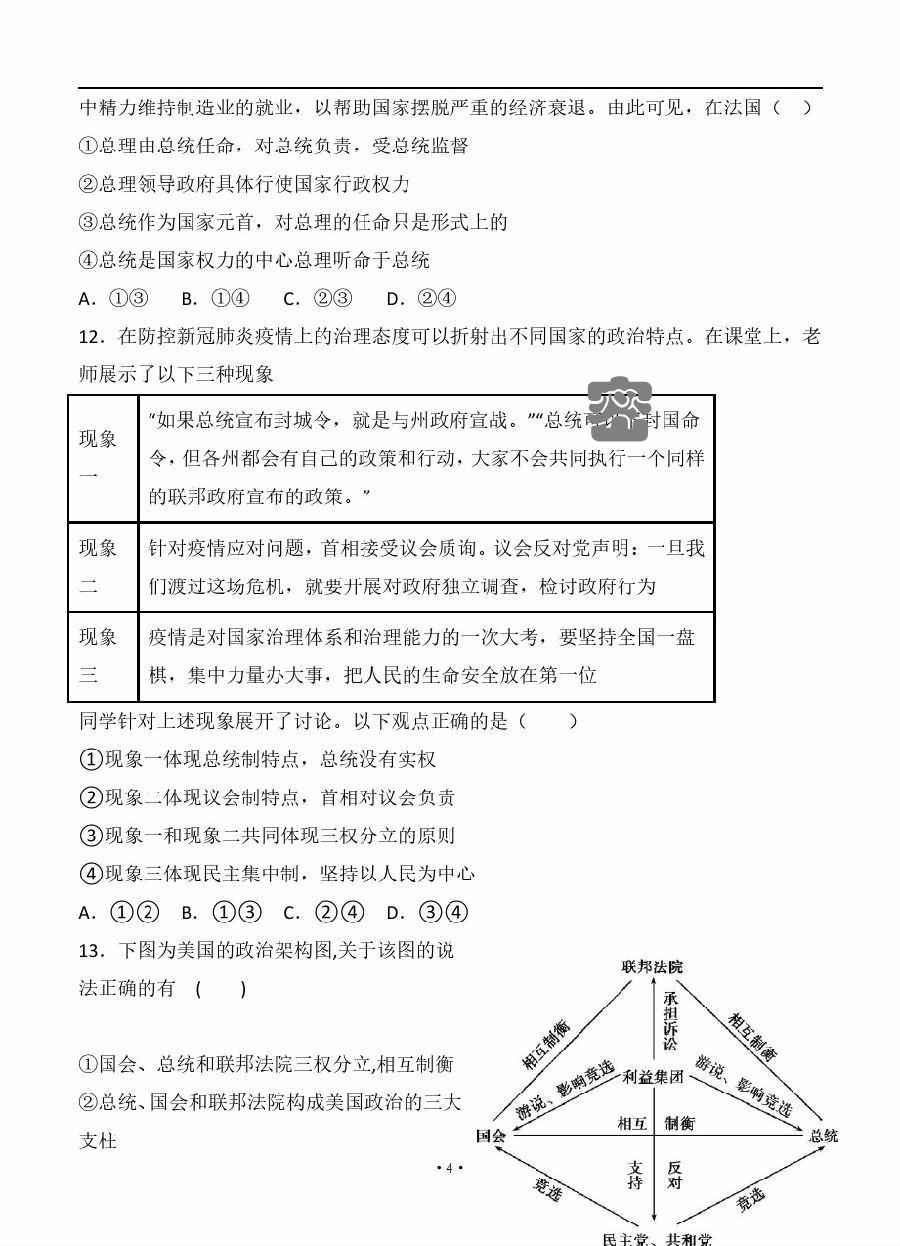 中精力维持制造业的就业，以帮助国家摆脱严重的经济衰退。由此可见，在法国（ ）
①总理由总统任命，对总统负责，受总统监督
②总理领导政府具体行使国家行政权力
③总统作为国家元首，对总理的任命只是形式上的
④总统是国家权力的中心总理听命于总统
A．①③ B．①④ C．②③ D．②④
12．在防控新冠肺炎疫情上的治理态度可以折射出不同国家的政治特点。在课堂上，老
师展示了以下三种现象
现象一
“如果总统宣布封城令，就是与州政府宣战。”“总统可以下封国命
令，但各州都会有自己的政策和行动，大家不会共同执行一个同样
的联邦政府宣布的政策。”
现象二
针对疫情应对问题，首相接受议会质询。议会反对党声明：一旦我
们渡过这场危机，就要开展对政府独立调查，检讨政府行为
现象三
疫情是对国家治理体系和治理能力的一次大考，要坚持全国一盘
棋，集中力量办大事，把人民的生命安全放在第一位
同学针对上述现象展开了讨论。以下观点正确的是（ ）
①现象一体现总统制特点，总统没有实权
②现象二体现议会制特点，首相对议会负责
③现象一和现象二共同体现三权分立的原则
④现象三体现民主集中制，坚持以人民为中心
A．①② B．①③ C．②④ D．③④
13．下图为美国的政治架构图,关于该图的说
法正确的有 ( )
①国会、总统和联邦法院三权分立,相互制衡
②总统、国会和联邦法院构成美国政治的三大
支柱
联邦法院
承担诉讼
相互制衡
相互制衡
游说、影响竞选
利益集团
游说、影响竞选
相互 制衡
国会
总统
支持
反对
竞选
竞选
民主党、共和党
·4·